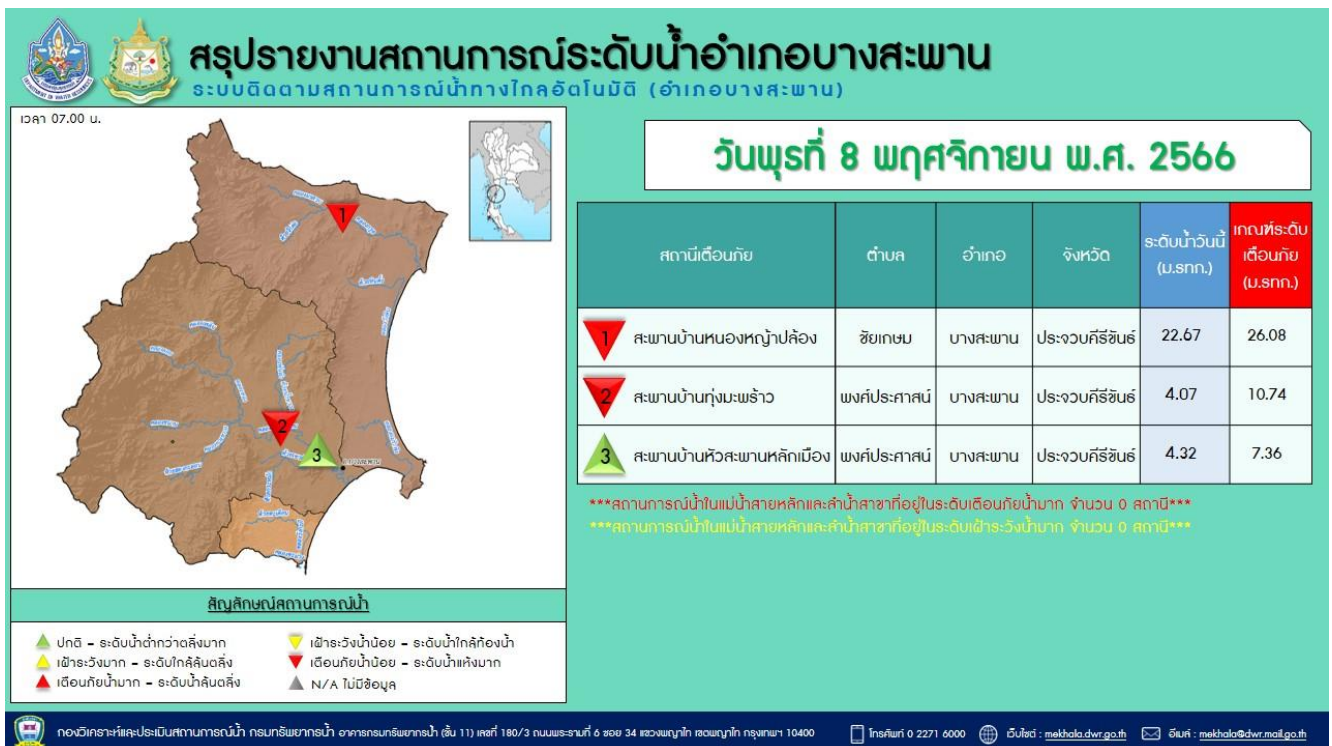 สรุปรายงานสถานการณ์ระดับน้ำอำเภอบางสะพาน
ระบบติดตามสถานการณ์น้ำทางไกลอัตโนมัติ (อำเภอบางสะพาน)
เวลา 07.00 น.
วันพุธที่ 8 พฤศจิกายน พ.ศ. 2566
สถานีเตือนภัย ตำบล อำเภอ จังหวัด ระดับน้ำวันนี้ (ม.รทก.) เกณฑ์ระดับเตือนภัย (ม.รทก.)
1 สะพานบ้านหนองหญ้าปล้อง ชัยเกษม บางสะพาน ประจวบคีรีขันธ์ 22.67 26.08
2 สะพานบ้านทุ่งมะพร้าว พงศ์ประศาสน์ บางสะพาน ประจวบคีรีขันธ์ 4.07 10.74
3 สะพานบ้านหัวสะพานหลักเมือง พงศ์ประศาสน์ บางสะพาน ประจวบคีรีขันธ์ 4.32 7.36
***สถานการณ์น้ำในแม่น้ำสายหลักและลำน้ำสาขาที่อยู่ในระดับเตือนภัยน้ำมาก จำนวน 0 สถานี***
***สถานการณ์น้ำในแม่น้ำสายหลักและลำน้ำสาขาที่อยู่ในระดับเฝ้าระวังน้ำมาก จำนวน 0 สถานี***
1
2
3
สัญลักษณ์สถานการณ์น้ำ
ปกติ - ระดับน้ำต่ำกว่าตลิ่งมาก
เฝ้าระวังมาก - ระดับใกล้ล้นตลิ่ง
เตือนภัยน้ำมาก - ระดับน้ำล้นตลิ่ง
เฝ้าระวังน้ำน้อย - ระดับน้ำใกล้ท้องน้ำ
เตือนภัยน้ำน้อย - ระดับน้ำแห้งมาก
N/A ไม่มีข้อมูล
กองวิเคราะห์และประเมินสถานการณ์น้ำ กรมทรัพยากรน้ำ อาคารกรมทรัพยากรน้ำ (ชั้น 11) เลขที่ 180/3 ถนนพระรามที่ 6 ซอย 34 แขวงพญาไท เขตพญาไท กรุงเทพฯ 10400
โทรศัพท์ 0 2271 6000
เว็บไซต์ : mekhala.dwr.go.th
อีเมล์ : mekhala@dwr.mail.go.th